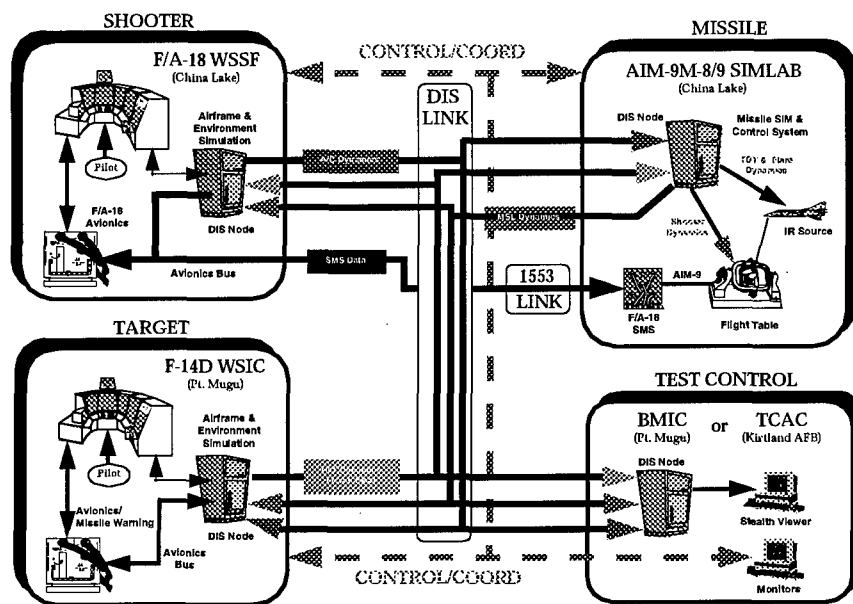 SHOOTER
F/A-18 WSSF
(China Lake)
Airframe &
Environment
Simulation
Pilot
F/A-18
Avionics
DIS Node
Avionics Bus
CONTROL/COORD
DIS
LINK
MSL Dynamics
SMS Data
1553
LINK
MISSILE
AIM-9M-8/9 SIMLAB
(China Lake)
DIS Node
Missile SIM &
Control System
Dynamics
Shooter
Dynamics
IR Source
AIM-9
F/A-18
SMS
Flight Table
TARGET
F-14D WSIC
(Pt. Mugu)
Airframe &
Environment
Simulation
Pilot
Avionics/
Missile Warning
Avionics
Bus
DIS Node
CONTROL/COORD
TEST CONTROL
BMIC or TCAC
(Pt. Mugu) (Kirtland AFB)
DIS Node
Stealth Viewer
Monitors